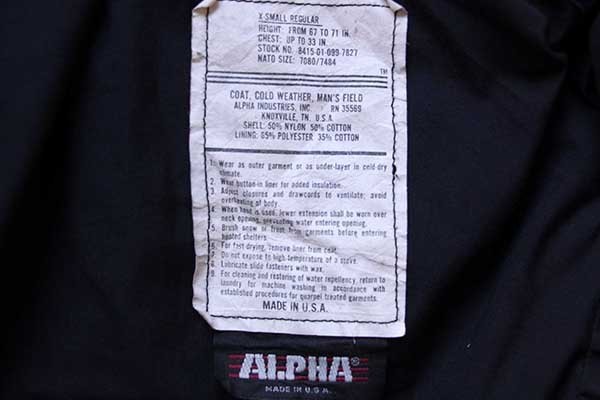 X-SMALL REGULAR
HEIGHT: FROM 67 TO 71 IN.
CHEST: UP TO 33 IN.
STOCK NO. 8415-01-099-7827
NATO SIZE: 7080/7484
TM
COAT, COLD WEATHER, MAN'S FIELD
ALPHA INDUSTRIES, INC. RN 35569
KNOXVILLE, TN. U.S.A.
SHELL: 50% NYLON 50% COTTON
LINING: 65% POLYESTER 35% COTTON
1. Wear as outer garment or as under-layer in cold-dry
climate.
2. Wear button-in liner for added insulation.
3. Adjust closures and drawcords to ventilate; avoid
overheating of body.
4. When hood is used, lower extension shall be worn over
neck opening, preventing water entering opening.
5. Brush snow or frost from garments before entering
heated shelters.
6. For fast drying, remove liner from coat.
7. Do not expose to high temperature of a stove.
8. Lubricate slide fasteners with wax.
9. For cleaning and restoring of water repellency, return to
laundry for machine washing in accordance with
established procedures for quarpel treated garments.
MADE IN U.S.A.
ALPHA®
MADE IN U.S.A.